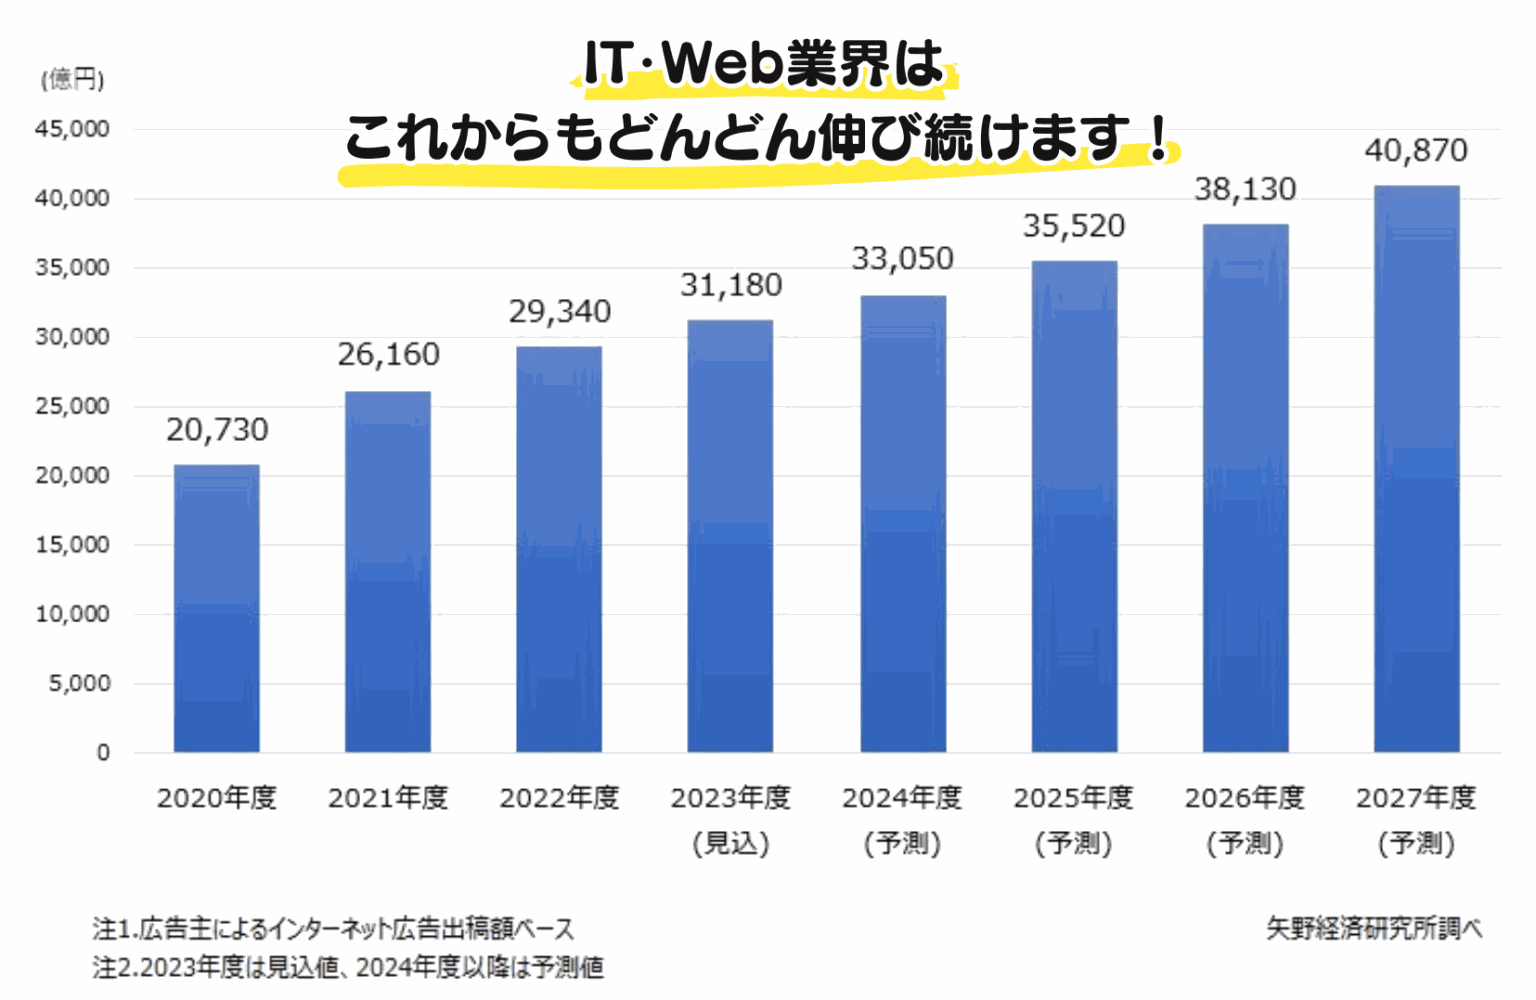 IT・Web業界は
これからもどんどん伸び続けます！
(億円)
45,000
40,000
35,000
30,000
25,000
20,000
15,000
10,000
5,000
0
20,730
26,160
29,340
31,180
33,050
35,520
38,130
40,870
2020年度
2021年度
2022年度
2023年度
(見込)
2024年度
(予測)
2025年度
(予測)
2026年度
(予測)
2027年度
(予測)
注1.広告主によるインターネット広告出稿額ベース
注2.2023年度は見込値、2024年度以降は予測値
矢野経済研究所調べ